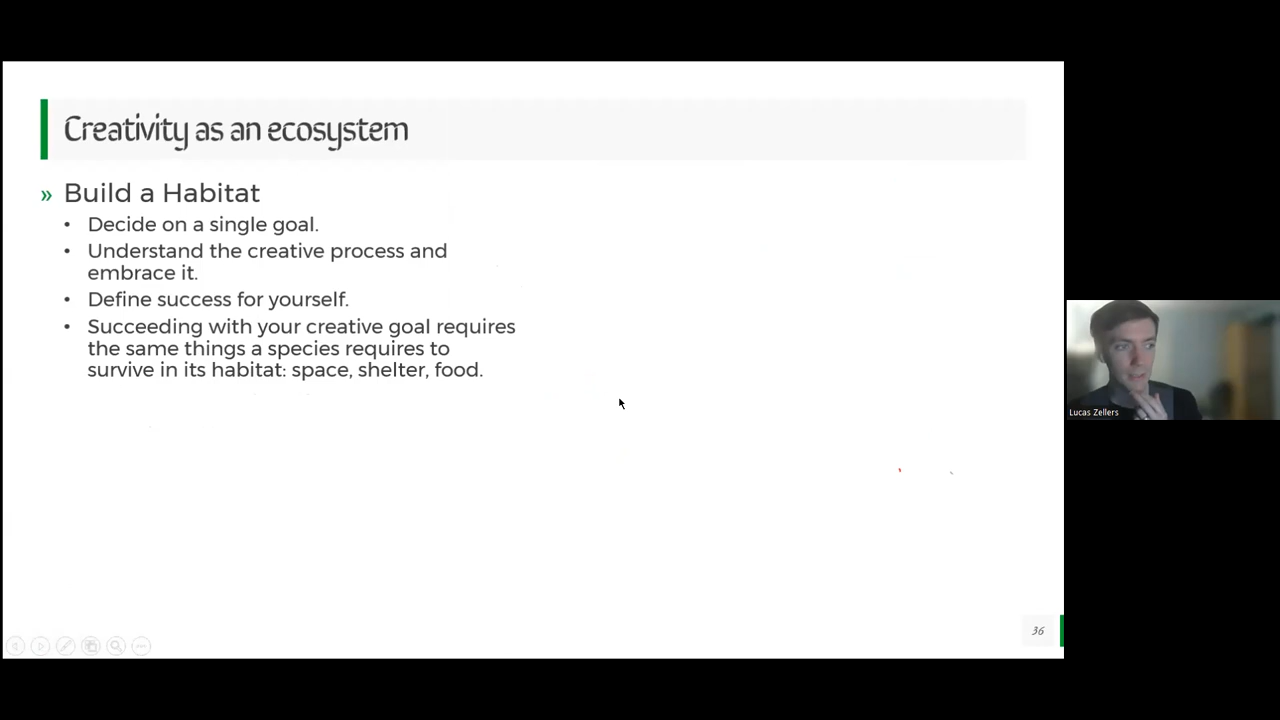 Creativity as an ecosystem
» Build a Habitat
• Decide on a single goal.
• Understand the creative process and
embrace it.
• Define success for yourself.
• Succeeding with your creative goal requires
the same things a species requires to
survive in its habitat: space, shelter, food.
Lucas Zellers
36